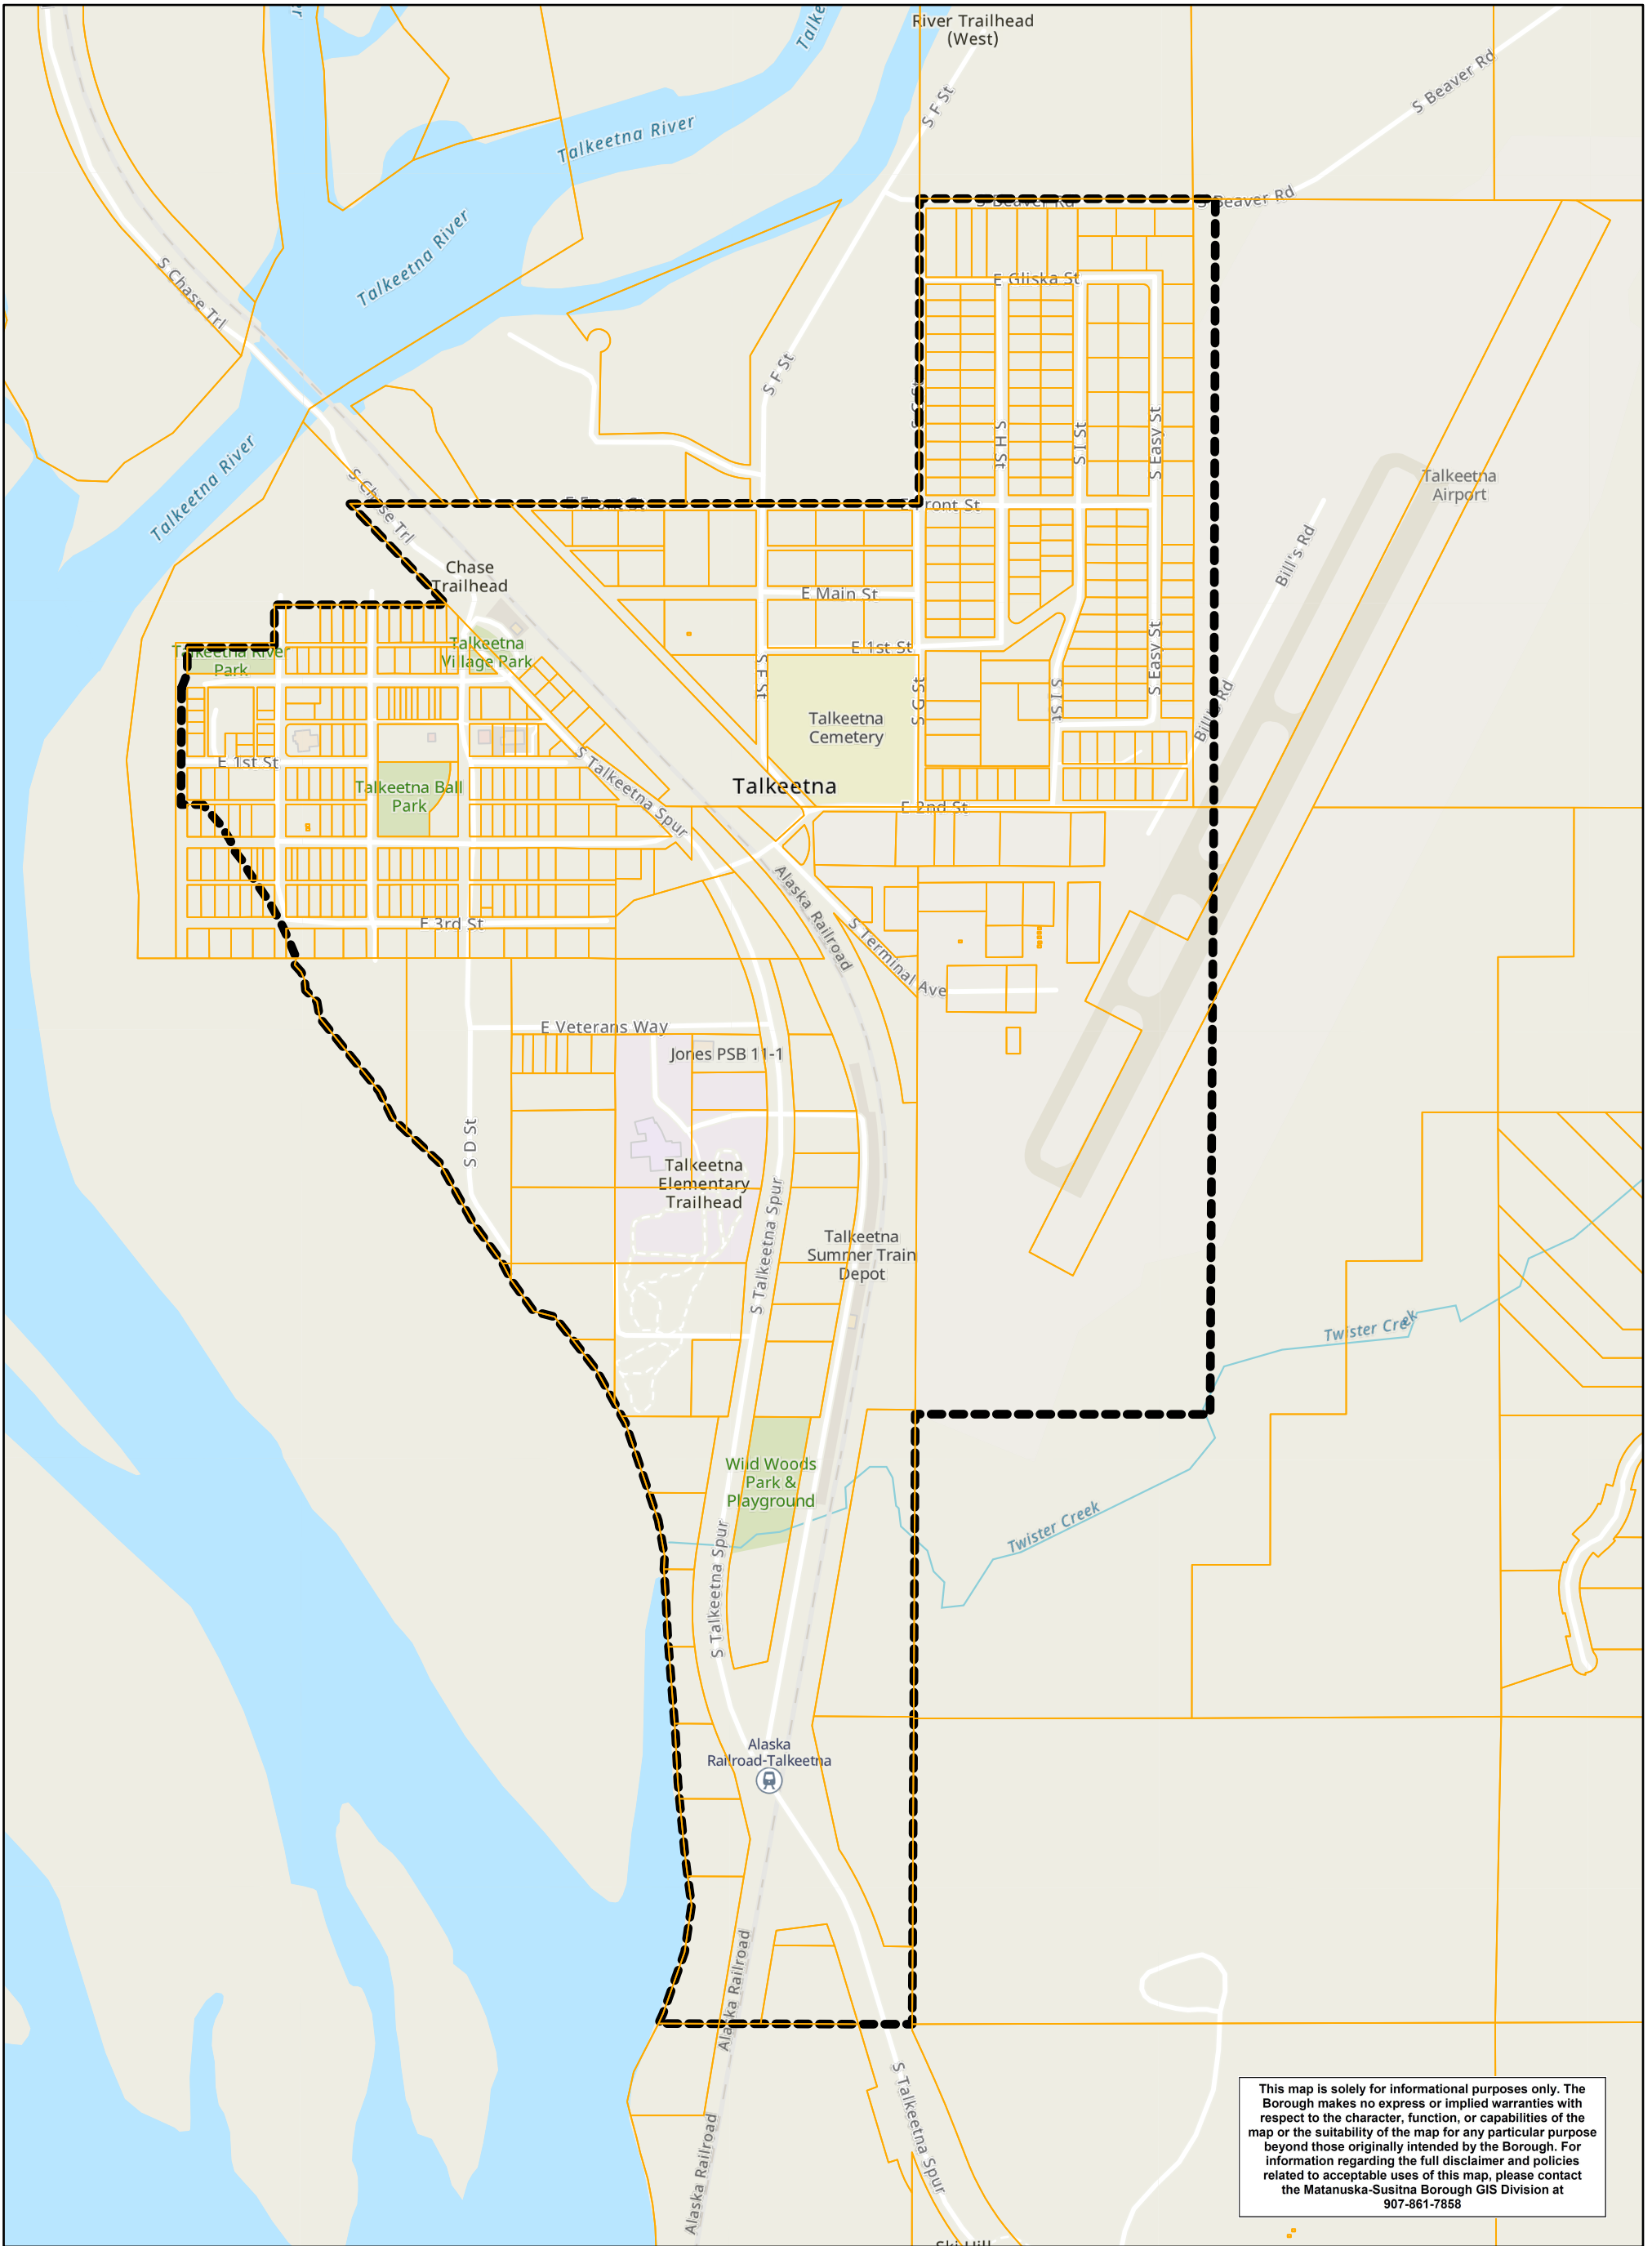 River Trailhead
(West)
Talkeetna River
S F St
S Beaver Rd
S Beaver Rd
S Beaver Rd
Talkeetna River
S Chase Trl
E Gliska St
S F St
S H St
S I St
S Easy St
Talkeetna River
S Chase Trl
E Front St
E Front St
Talkeetna
Airport
Bill's Rd
Chase
Trailhead
E Main St
E 1st St
Talkeetna River
Park
Talkeetna
Village Park
S F St
S G St
S I St
S Easy St
Bill's Rd
Talkeetna
Cemetery
E 1st St
S Talkeetna Spur
Talkeetna Ball
Park
Talkeetna
E 2nd St
Alaska Railroad
E 3rd St
S Terminal Ave
E Veterans Way
Jones PSB 11-1
S D St
Talkeetna
Elementary
Trailhead
S Talkeetna Spur
Talkeetna
Summer Train
Depot
Twister Creek
Wild Woods
Park &
Playground
Twister Creek
S Talkeetna Spur
Alaska
Railroad-Talkeetna
Alaska Railroad
S Talkeetna Spur
Alaska Railroad
Ski Hill
This map is solely for informational purposes only. The
Borough makes no express or implied warranties with
respect to the character, function, or capabilities of the
map or the suitability of the map for any particular purpose
beyond those originally intended by the Borough. For
information regarding the full disclaimer and policies
related to acceptable uses of this map, please contact
the Matanuska-Susitna Borough GIS Division at
907-861-7858